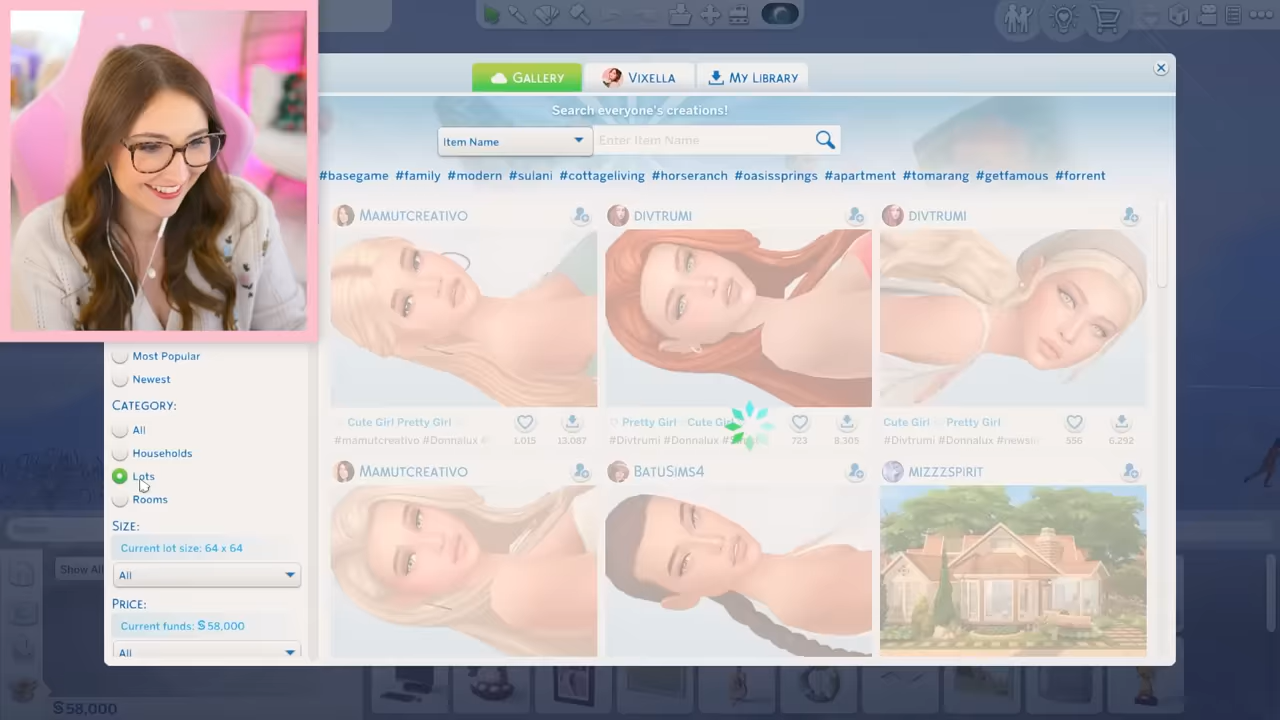 GALLERY
VIXELLA
MY LIBRARY
Search everyone's creations!
Item Name
Enter Item Name
#basegame #family #modern #sulani #cottageliving #horseranch #oasissprings #apartment #tomarang #getfamous #forrent
MAMUTCREATIVO
DIVTRUMI
DIVTRUMI
Cute Girl Pretty Girl
Pretty Girl
Cute Girl
Cute Girl
Pretty Girl
#mamutcreativo #Donnalux
1,015
13,087
#Divtrumi #Donnalux
723
8,305
#Divtrumi #Donnalux
556
6,292
MAMUTCREATIVO
BATUSIMS4
MIZZZSPIRIT
Most Popular
Newest
CATEGORY:
All
Households
Lots
Rooms
SIZE:
Current lot size: 64 x 64
All
PRICE:
Current funds: $58,000
All
Show All
$58,000